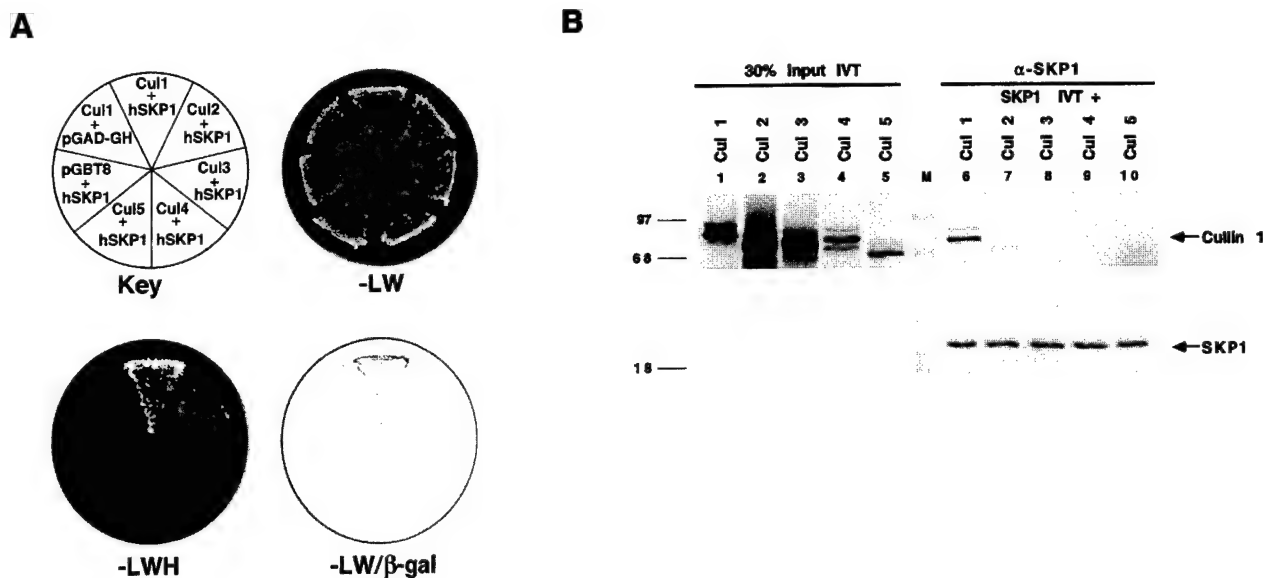 A
Cul1
+
hSKP1
Cul1
+
pGAD-GH
Cul2
+
hSKP1
pGBT8
+
hSKP1
Cul3
+
hSKP1
Cul5
+
hSKP1
Cul4
+
hSKP1
Key
-LW
-LWH
-LW/β-gal
B
30% Input IVT
α-SKP1
SKP1 IVT +
Cul 1
Cul 2
Cul 3
Cul 4
Cul 5
Cul 1
Cul 2
Cul 3
Cul 4
Cul 5
1 2 3 4 5 M 6 7 8 9 10
97
68
Cullin 1
SKP1
18